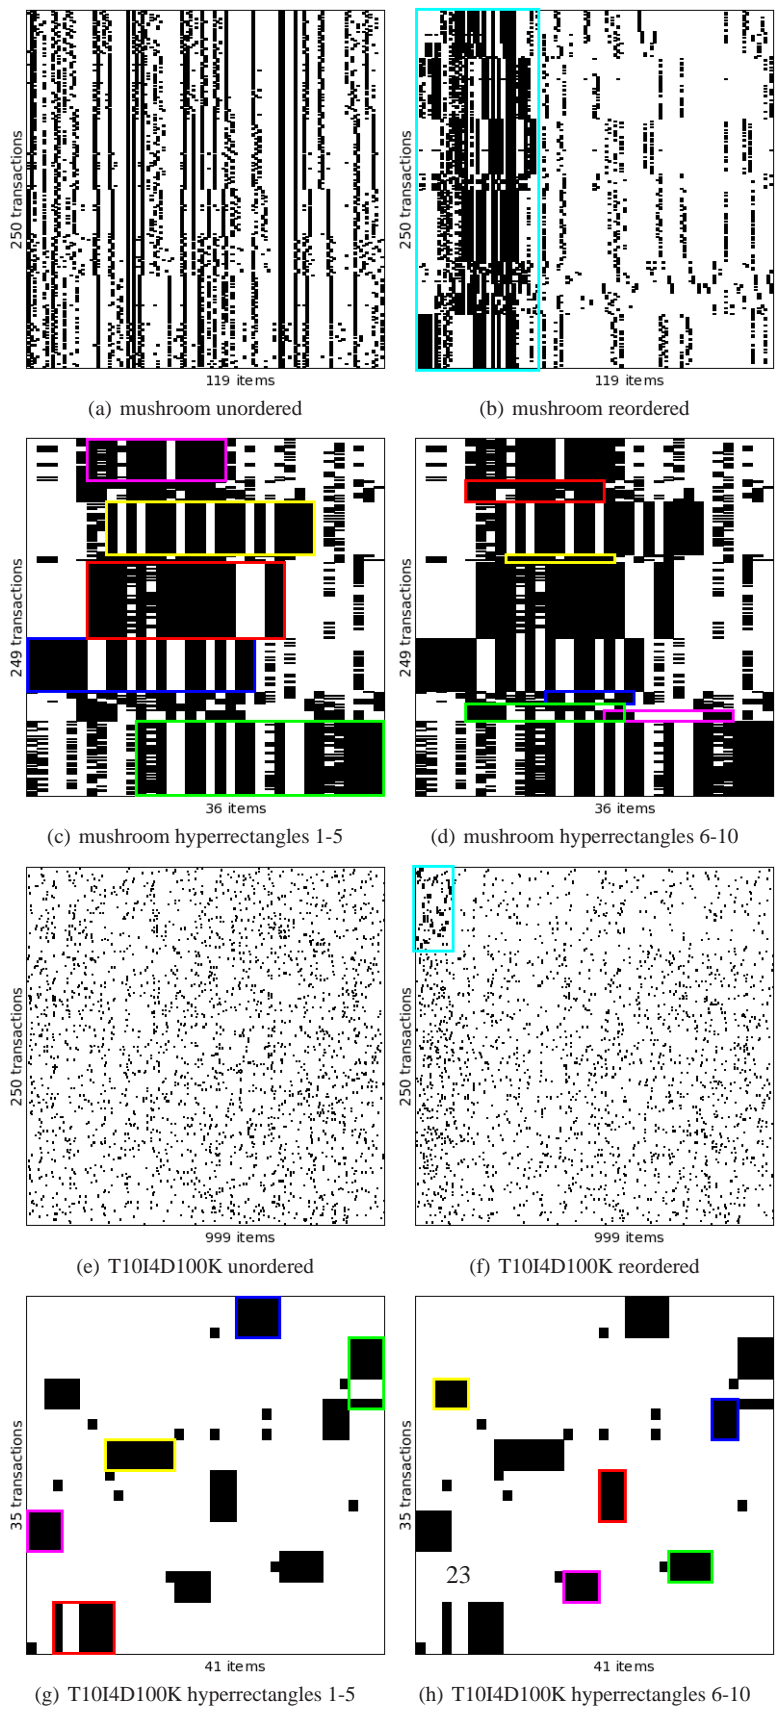 250 transactions
119 items
(a) mushroom unordered
250 transactions
119 items
(b) mushroom reordered
249 transactions
36 items
(c) mushroom hyperrectangles 1-5
249 transactions
36 items
(d) mushroom hyperrectangles 6-10
250 transactions
999 items
(e) T10I4D100K unordered
250 transactions
999 items
(f) T10I4D100K reordered
35 transactions
41 items
(g) T10I4D100K hyperrectangles 1-5
35 transactions
23
41 items
(h) T10I4D100K hyperrectangles 6-10